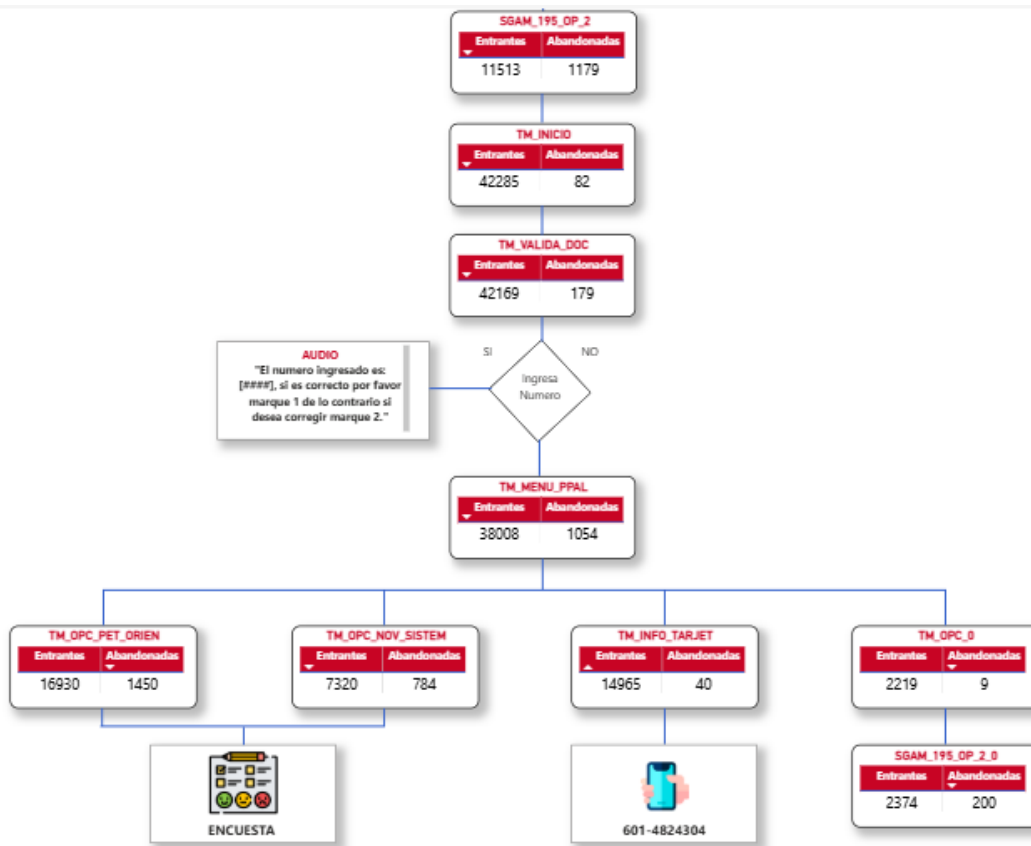 SGAM_195_OP_2
Entrantes Abandonadas
11513 1179
TM_INICIO
Entrantes Abandonadas
42285 82
TM_VALIDA_DOC
Entrantes Abandonadas
42169 179
SI NO
Ingresa
Numero
AUDIO
"El numero ingresado es:
[####], si es correcto por favor
marque 1 de lo contrario si
desea corregir marque 2."
TM_MENU_PPAL
Entrantes Abandonadas
38008 1054
TM_OPC_PET_ORIEN
Entrantes Abandonadas
16930 1450
TM_OPC_NOV_SISTEM
Entrantes Abandonadas
7320 784
TM_INFO_TARJET
Entrantes Abandonadas
14965 40
TM_OPC_0
Entrantes Abandonadas
2219 9
ENCUESTA
601-4824304
SGAM_195_OP_2_0
Entrantes Abandonadas
2374 200